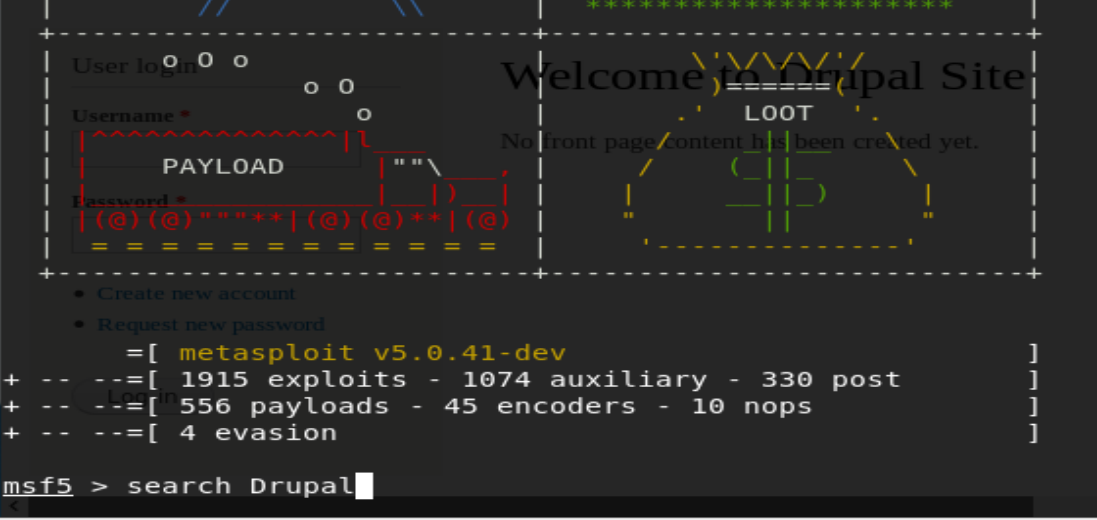 User login
Welcome to Drupal Site
Username *
LOOT
No front page content has been created yet.
PAYLOAD
Password *
Create new account
Request new password
=[ metasploit v5.0.41-dev ]
+ -- --=[ 1915 exploits - 1074 auxiliary - 330 post ]
Log in
+ -- --=[ 556 payloads - 45 encoders - 10 nops ]
+ -- --=[ 4 evasion ]
msf5 > search Drupal